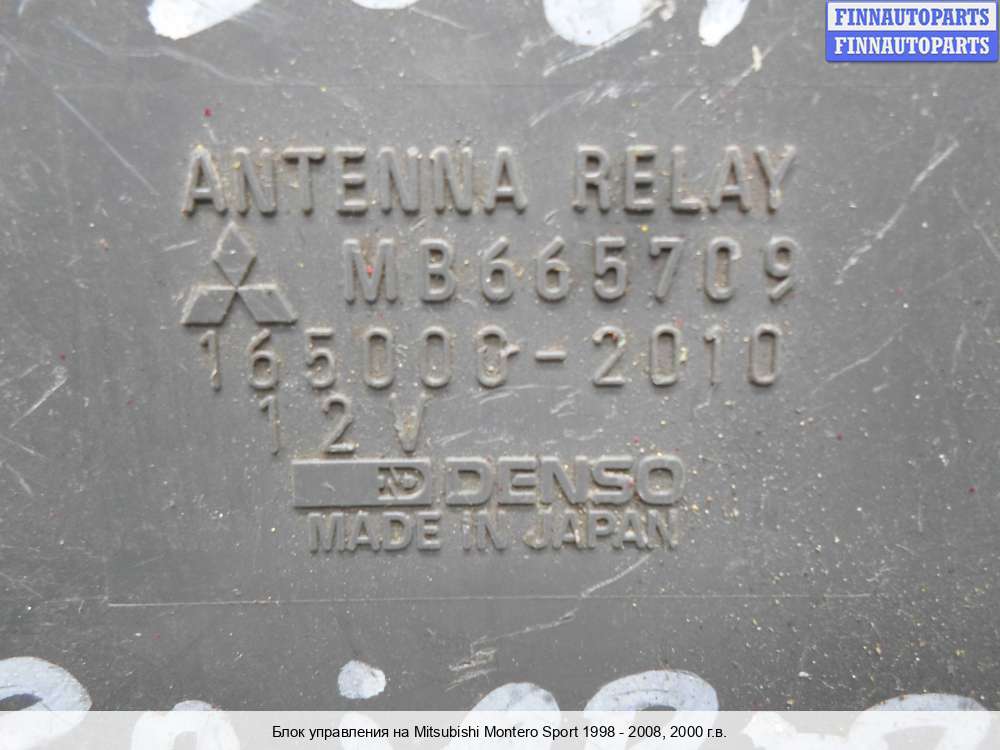 FINNAUTOPARTS
FINNAUTOPARTS
ANTENNA RELAY
MB665709
165000-2010
12V
ND DENSO
MADE IN JAPAN
Блок управления на Mitsubishi Montero Sport 1998 - 2008, 2000 г.в.